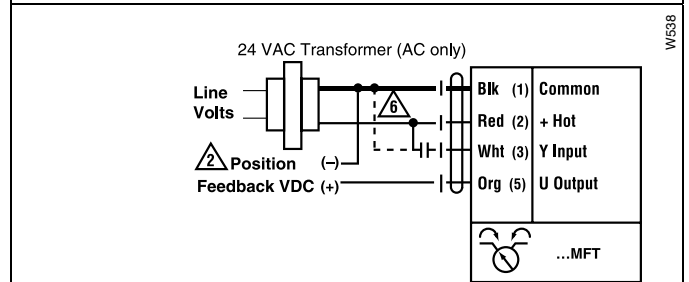 W538
24 VAC Transformer (AC only)
Line
Volts
Blk (1) Common
6
Red (2) + Hot
Wht (3) Y Input
2 Position (–)
Feedback VDC (+)
Org (5) U Output
...MFT